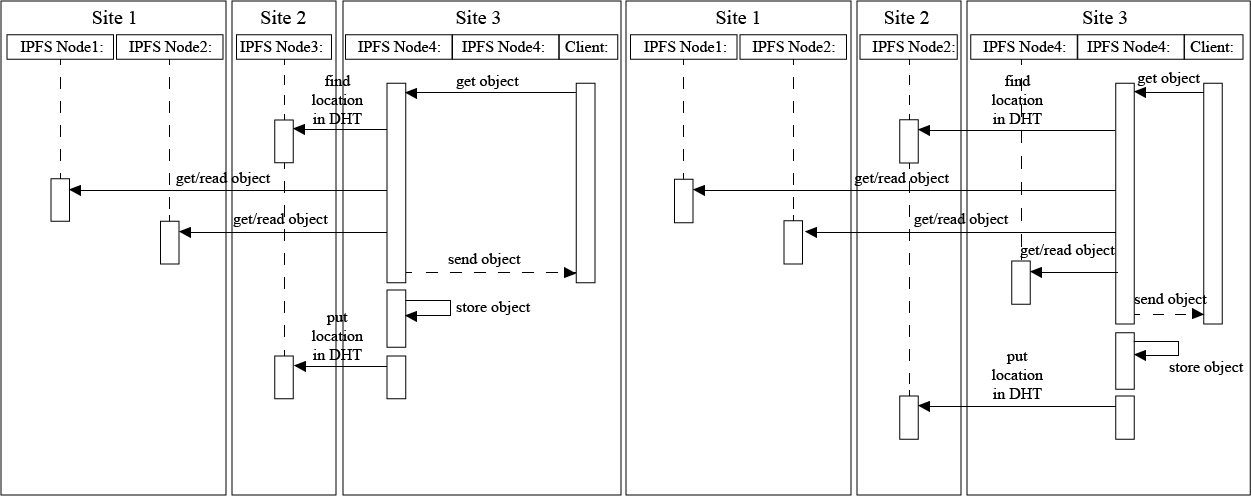 Site 1
Site 2
Site 3
IPFS Node1:
IPFS Node2:
IPFS Node3:
IPFS Node4:
IPFS Node4:
Client:
get object
find
location
in DHT
get/read object
get/read object
send object
store object
put
location
in DHT
Site 1
Site 2
Site 3
IPFS Node1:
IPFS Node2:
IPFS Node2:
IPFS Node4:
IPFS Node4:
Client:
get object
find
location
in DHT
get/read object
get/read object
get/read object
send object
store object
put
location
in DHT